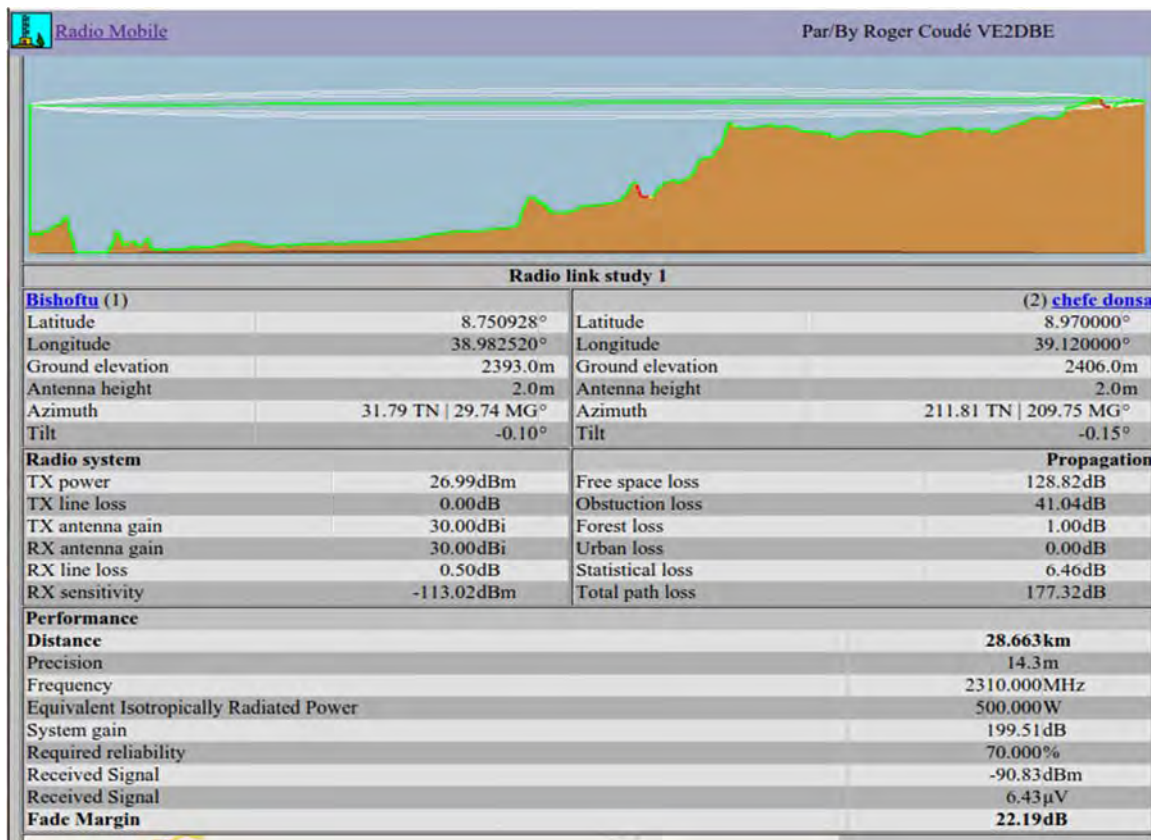 Radio Mobile Par/By Roger Coudé VE2DBE
Radio link study 1
Bishoftu (1) (2) chefe donsa
Latitude 8.750928° Latitude 8.970000°
Longitude 38.982520° Longitude 39.120000°
Ground elevation 2393.0m Ground elevation 2406.0m
Antenna height 2.0m Antenna height 2.0m
Azimuth 31.79 TN | 29.74 MG° Azimuth 211.81 TN | 209.75 MG°
Tilt -0.10° Tilt -0.15°
Radio system Propagation
TX power 26.99dBm Free space loss 128.82dB
TX line loss 0.00dB Obstuction loss 41.04dB
TX antenna gain 30.00dBi Forest loss 1.00dB
RX antenna gain 30.00dBi Urban loss 0.00dB
RX line loss 0.50dB Statistical loss 6.46dB
RX sensitivity -113.02dBm Total path loss 177.32dB
Performance
Distance 28.663km
Precision 14.3m
Frequency 2310.000MHz
Equivalent Isotropically Radiated Power 500.000W
System gain 199.51dB
Required reliability 70.000%
Received Signal -90.83dBm
Received Signal 6.43µV
Fade Margin 22.19dB